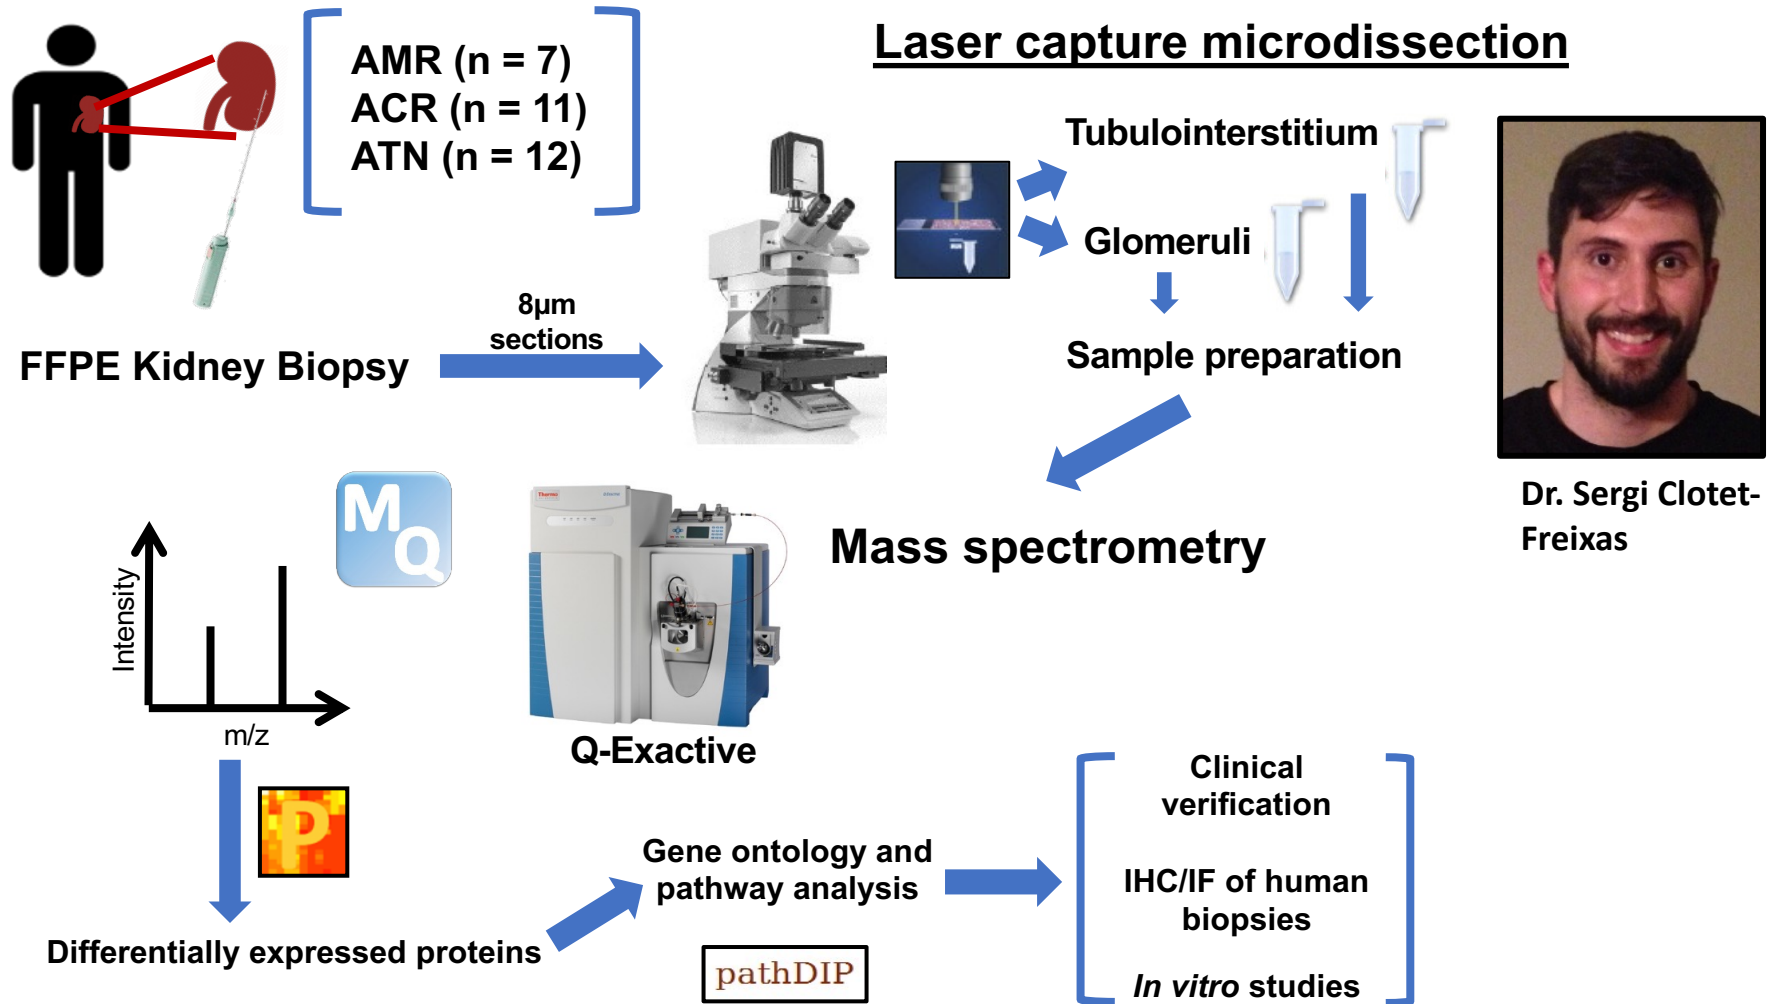 AMR (n = 7)
ACR (n = 11)
ATN (n = 12)
Laser capture microdissection
Tubulointerstitium
Glomeruli
Sample preparation
8µm
sections
FFPE Kidney Biopsy
Dr. Sergi Clotet-
Freixas
M
Q
Mass spectrometry
Intensity
m/z
Q-Exactive
P
Differentially expressed proteins
Gene ontology and
pathway analysis
pathDIP
Clinical
verification
IHC/IF of human
biopsies
In vitro studies